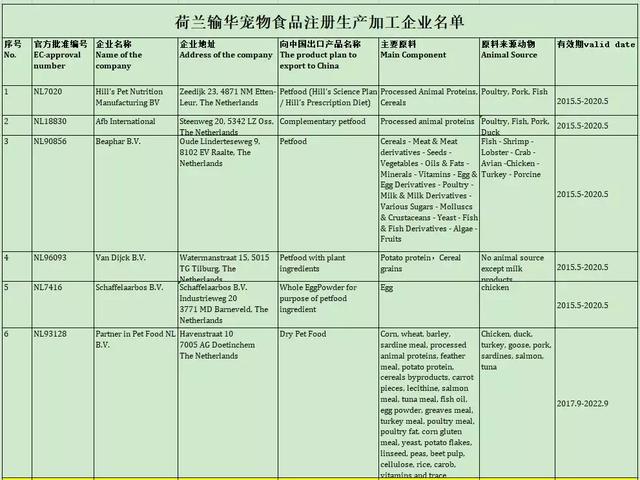 荷兰输华宠物食品注册生产加工企业名单
序号
No.
官方批准编号
EC-approval
number
企业名称
Name of the
company
企业地址
Address of the company
向中国出口产品名称
The product plan to
export to China
主要原料
Main Component
原料来源动物
Animal Source
有效期valid date
1
NL7020
Hill's Pet Nutrition
Manufacturing BV
Zeedijk 23, 4871 NM Etten-
Leur, The Netherlands
Petfood (Hill's Science Plan
/ Hill's Prescription Diet)
Processed Animal Proteins,
Cereals
Poultry, Pork, Fish
2015.5-2020.5
2
NL18830
Afb International
Steenweg 20, 5342 LZ Oss,
The Netherlands
Complementary petfood
Processed animal proteins
Poultry, Fish, Pork,
Duck
2015.5-2020.5
3
NL90856
Beaphar B.V.
Oude Linderteseweg 9,
8102 EV Raalte, The
Netherlands
Petfood
Cereals - Meat & Meat
derivatives - Seeds -
Vegetables - Oils & Fats -
Minerals - Vitamins - Egg &
Egg Derivatives - Poultry -
Milk & Milk Derivatives -
Various Sugars - Molluscs
& Crustaceans - Yeast - Fish
& Fish Derivatives - Algae -
Fruits
Fish - Shrimp -
Lobster - Crab -
Avian -Chicken -
Turkey - Porcine
2015.5-2020.5
4
NL96093
Van Dijck B.V.
Watermanstraat 15, 5015
TG Tilburg, The
Netherlands
Petfood with plant
ingredients
Potato protein，Cereal
grains
No animal source
except milk
products
2015.5-2020.5
5
NL7416
Schaffelaarbos B.V.
Schaffelaarbos B.V.
Industrieweg 20
3771 MD Barneveld, The
Netherlands
Whole EggPowder for
purpose of petfood
ingredient
Egg
chicken
2015.5-2020.5
6
NL93128
Partner in Pet Food NL
B.V.
Havenstraat 10
7005 AG Doetinchem
The Netherlands
Dry Pet Food
Corn, wheat, barley,
sardine meal, processed
animal proteins, feather
meal, potato protein,
cereals byproducts, carrot
pieces, lecithine, salmon
meal, tuna meal, fish oil,
egg powder, greaves meal,
turkey meal, poultry meal,
poultry fat, corn gluten
meal, yeast, potato flakes,
linseed, peas, beet pulp,
cellulose, rice, carob,
vitamins and trace
Chicken, duck,
turkey, goose, pork,
sardines, salmon,
tuna
2017.9-2022.9